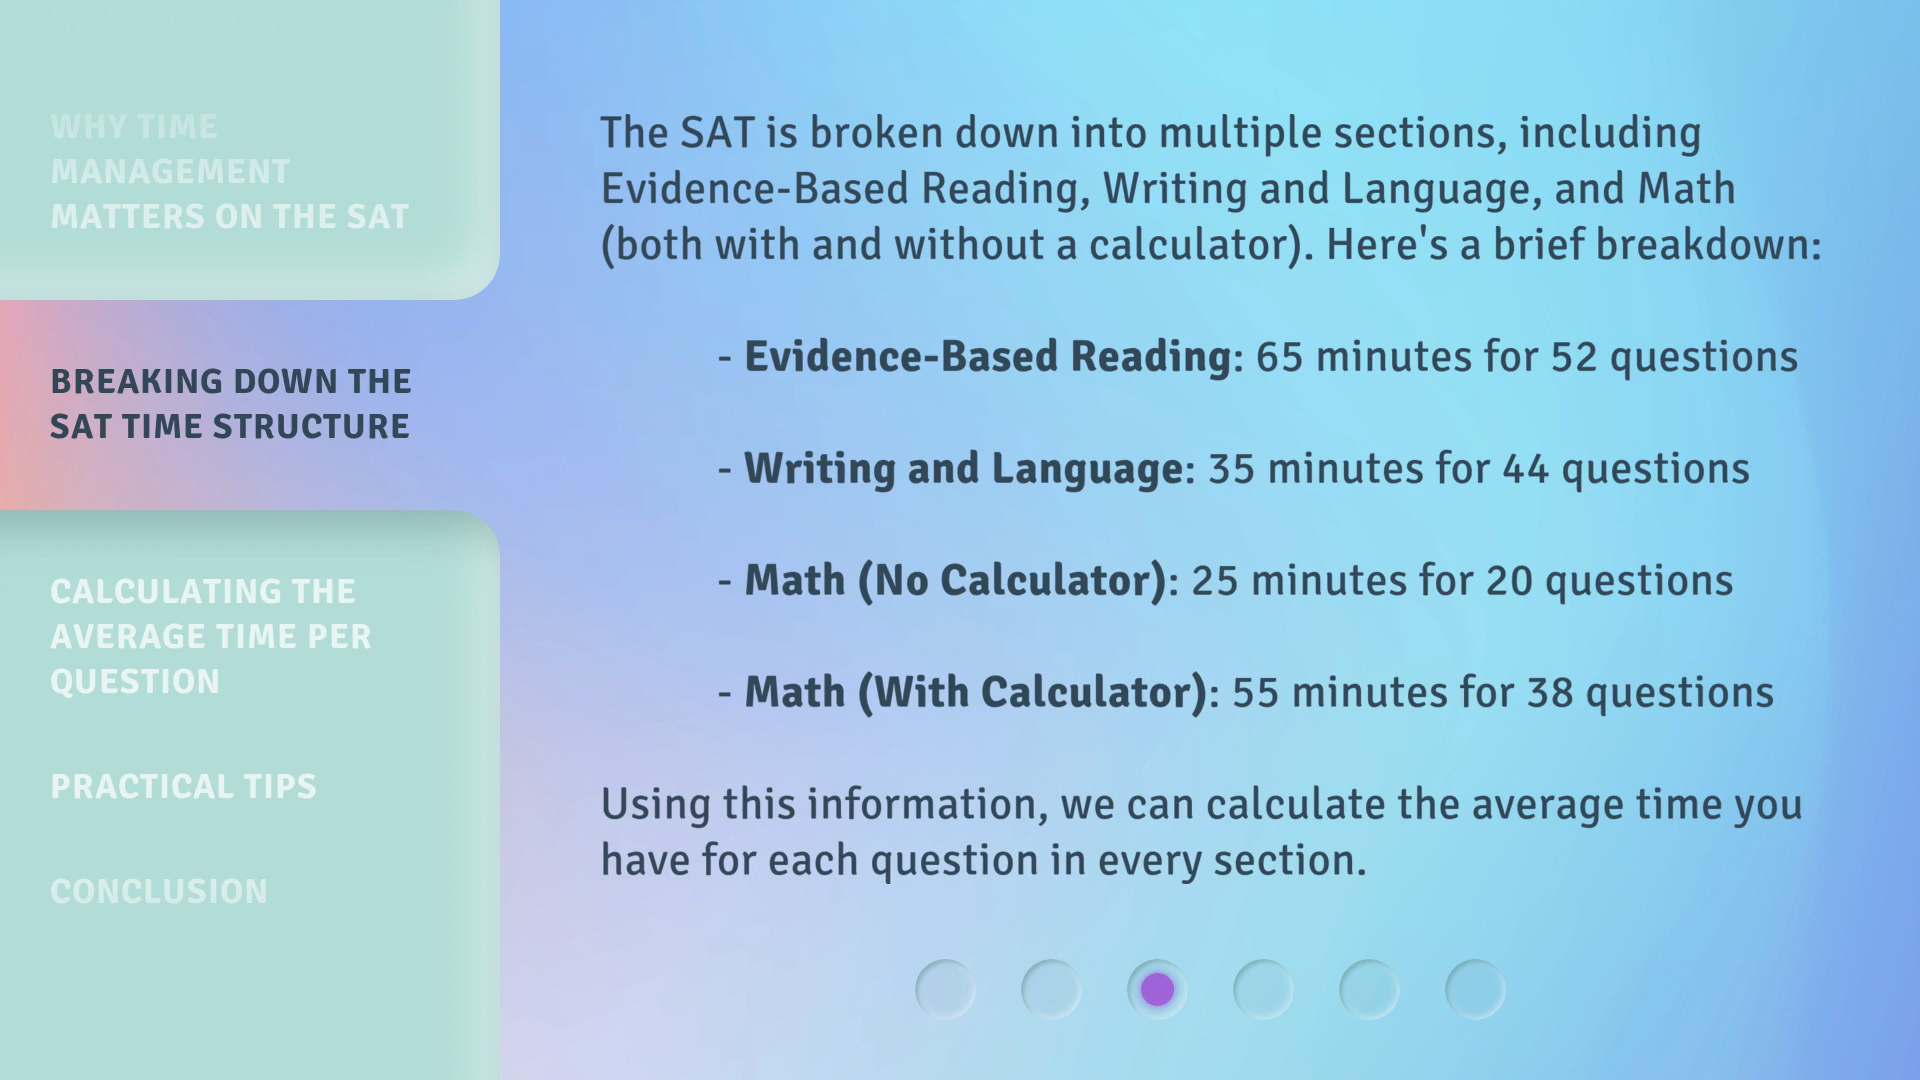 INTRODUCTION
WHY TIME
MANAGEMENT
MATTERS ON THE SAT
BREAKING DOWN THE
SAT TIME STRUCTURE
CALCULATING THE
AVERAGE TIME PER
QUESTION
PRACTICAL TIPS
CONCLUSION
The SAT is broken down into multiple sections, including
Evidence-Based Reading, Writing and Language, and Math
(both with and without a calculator). Here's a brief breakdown:
- Evidence-Based Reading: 65 minutes for 52 questions
- Writing and Language: 35 minutes for 44 questions
- Math (No Calculator): 25 minutes for 20 questions
- Math (With Calculator): 55 minutes for 38 questions
Using this information, we can calculate the average time you
have for each question in every section.